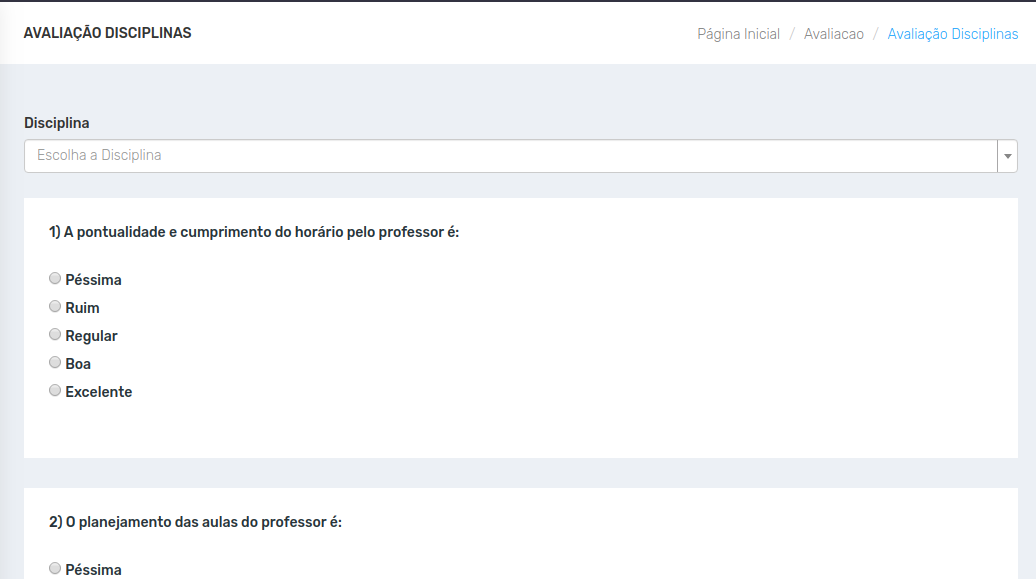 AVALIAÇÃO DISCIPLINAS
Página Inicial / Avaliacao / Avaliação Disciplinas
Disciplina
Escolha a Disciplina
1) A pontualidade e cumprimento do horário pelo professor é:
Péssima
Ruim
Regular
Boa
Excelente
2) O planejamento das aulas do professor é:
Péssima